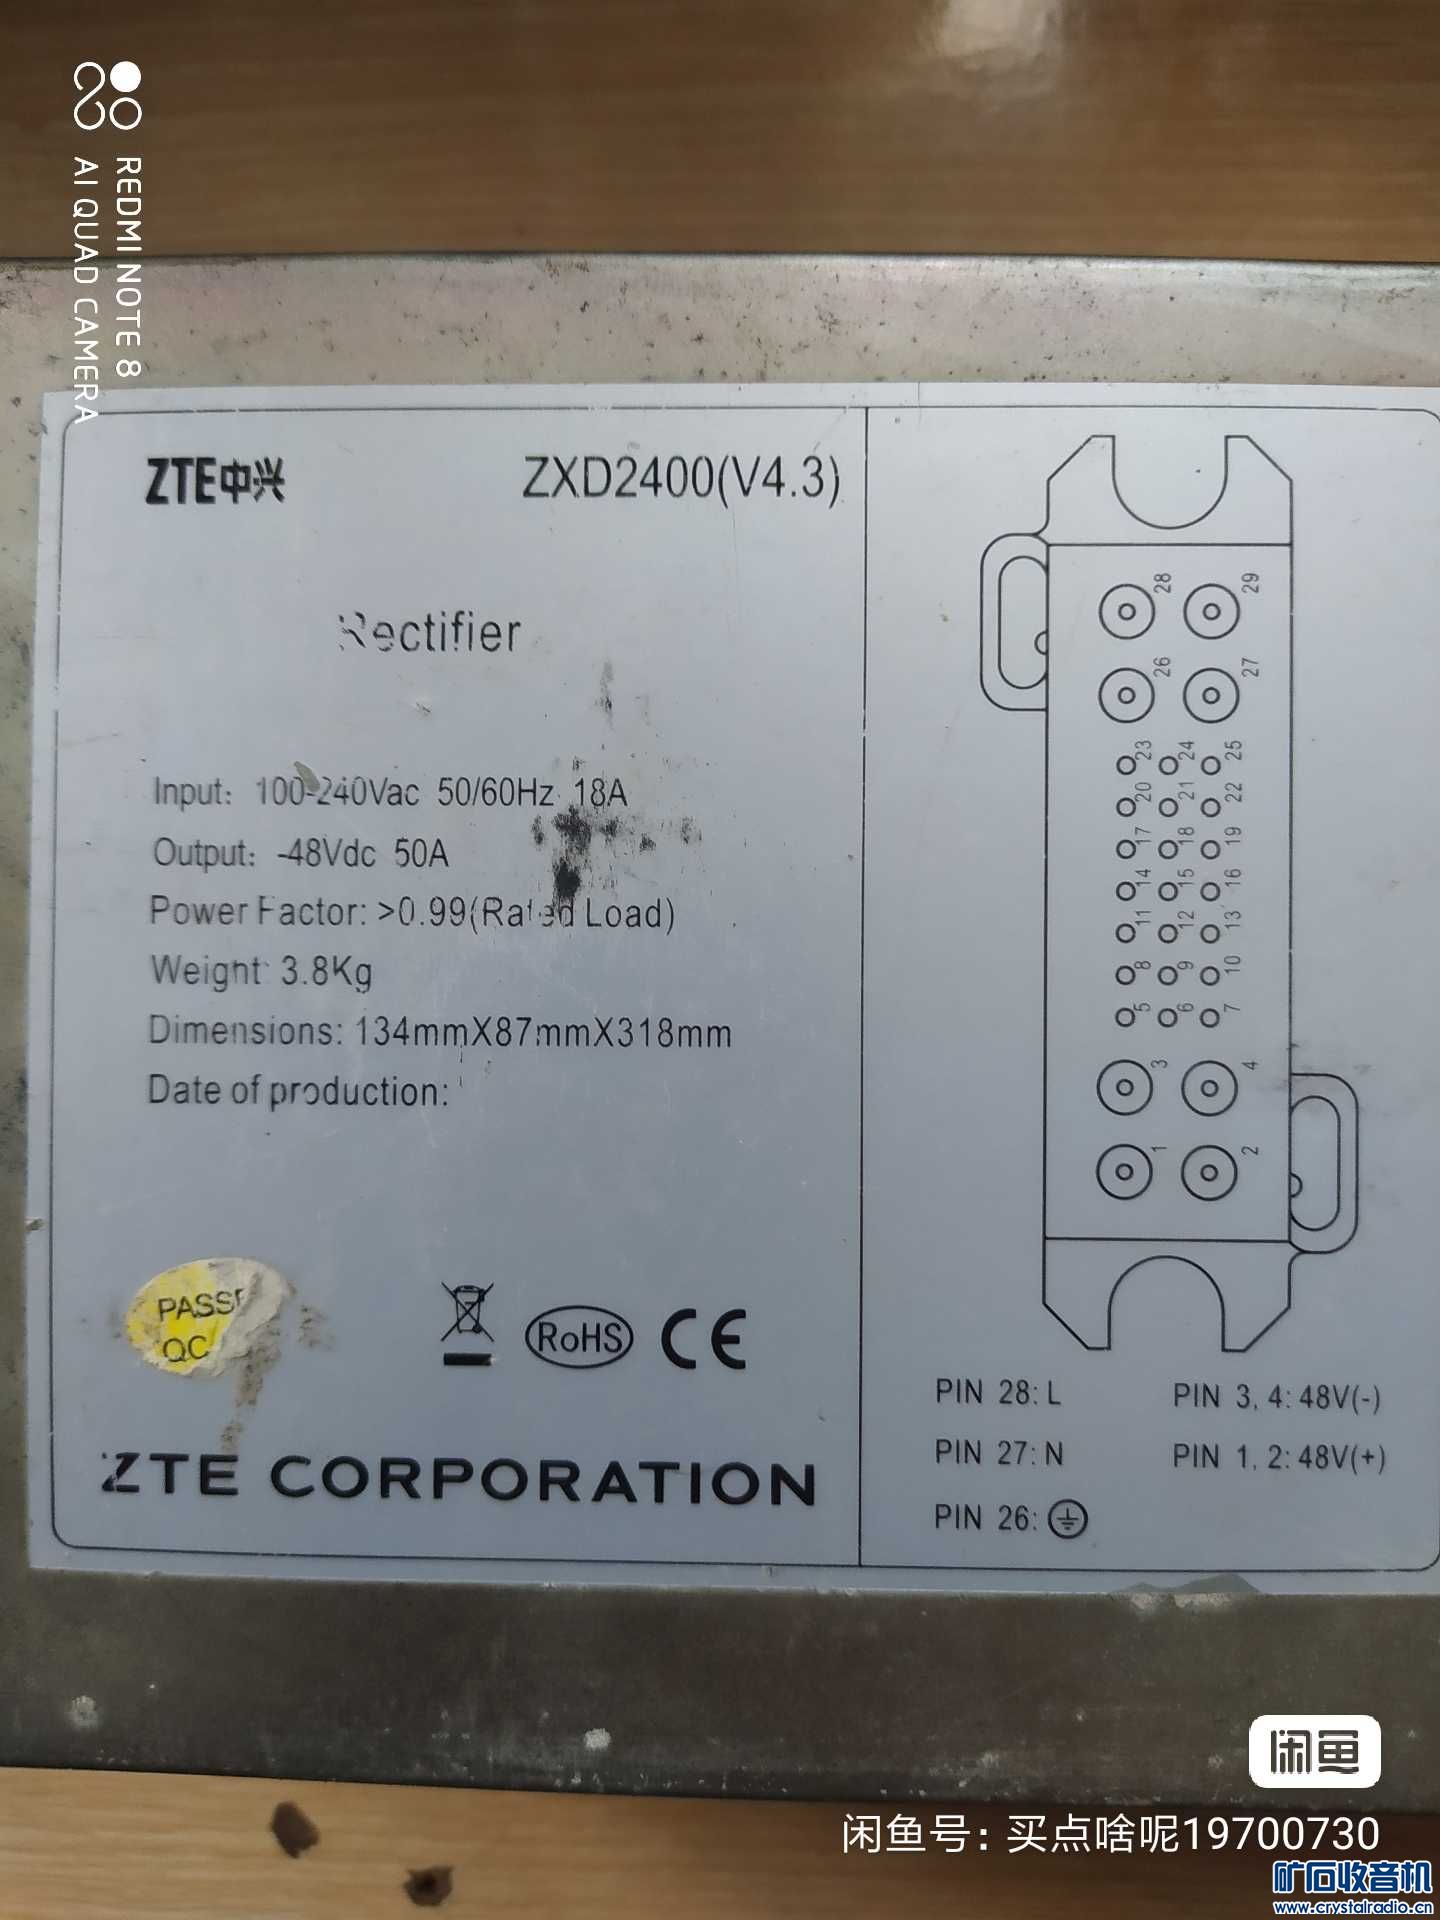 REDMI NOTE 8
AI QUAD CAMERA
ZTE中兴
ZXD2400(V4.3)
Rectifier
Input: 100-240Vac 50/60Hz 18A
Output: -48Vdc 50A
Power Factor: >0.99(Rated Load)
Weight: 3.8Kg
Dimensions: 134mmX87mmX318mm
Date of production:
PASS
QC
RoHS CE
ZTE CORPORATION
28 29
26 27
23 24 25
20 21 22
17 18 19
14 15 16
11 12 13
8 9 10
5 6 7
3 4
1 2
PIN 28: L
PIN 3, 4: 48V(-)
PIN 27: N
PIN 1, 2: 48V(+)
PIN 26:
闲鱼
闲鱼号: 买点啥呢19700730
矿石收音机
www.crystalradio.cn